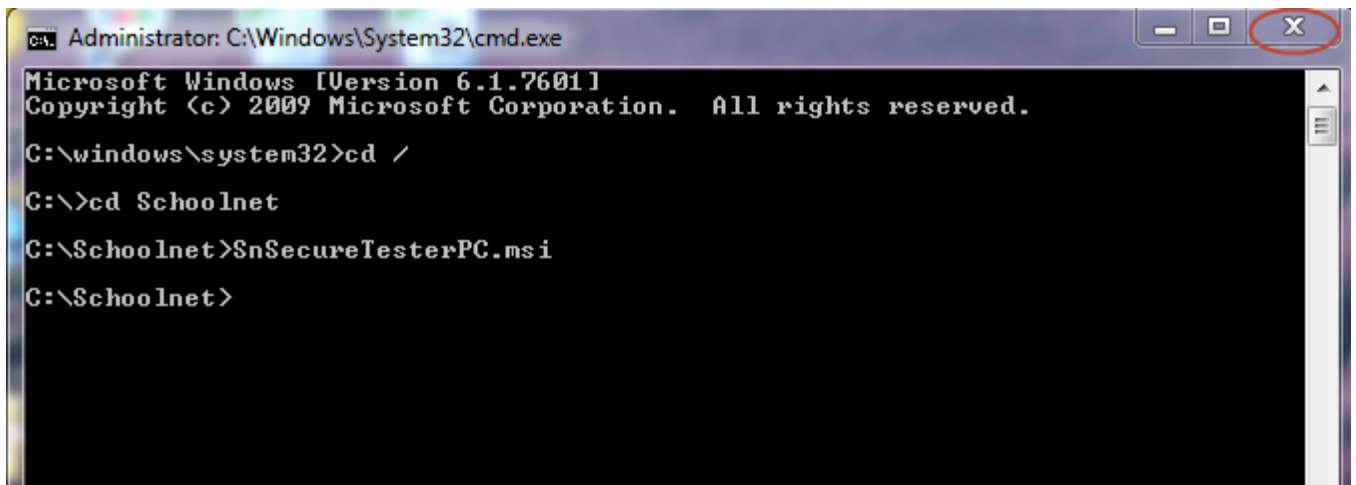 Administrator: C:\Windows\System32\cmd.exe
Microsoft Windows [Version 6.1.7601]
Copyright (c) 2009 Microsoft Corporation.  All rights reserved.
C:\windows\system32>cd /
C:\>cd Schoolnet
C:\Schoolnet>SnSecureTesterPC.msi
C:\Schoolnet>